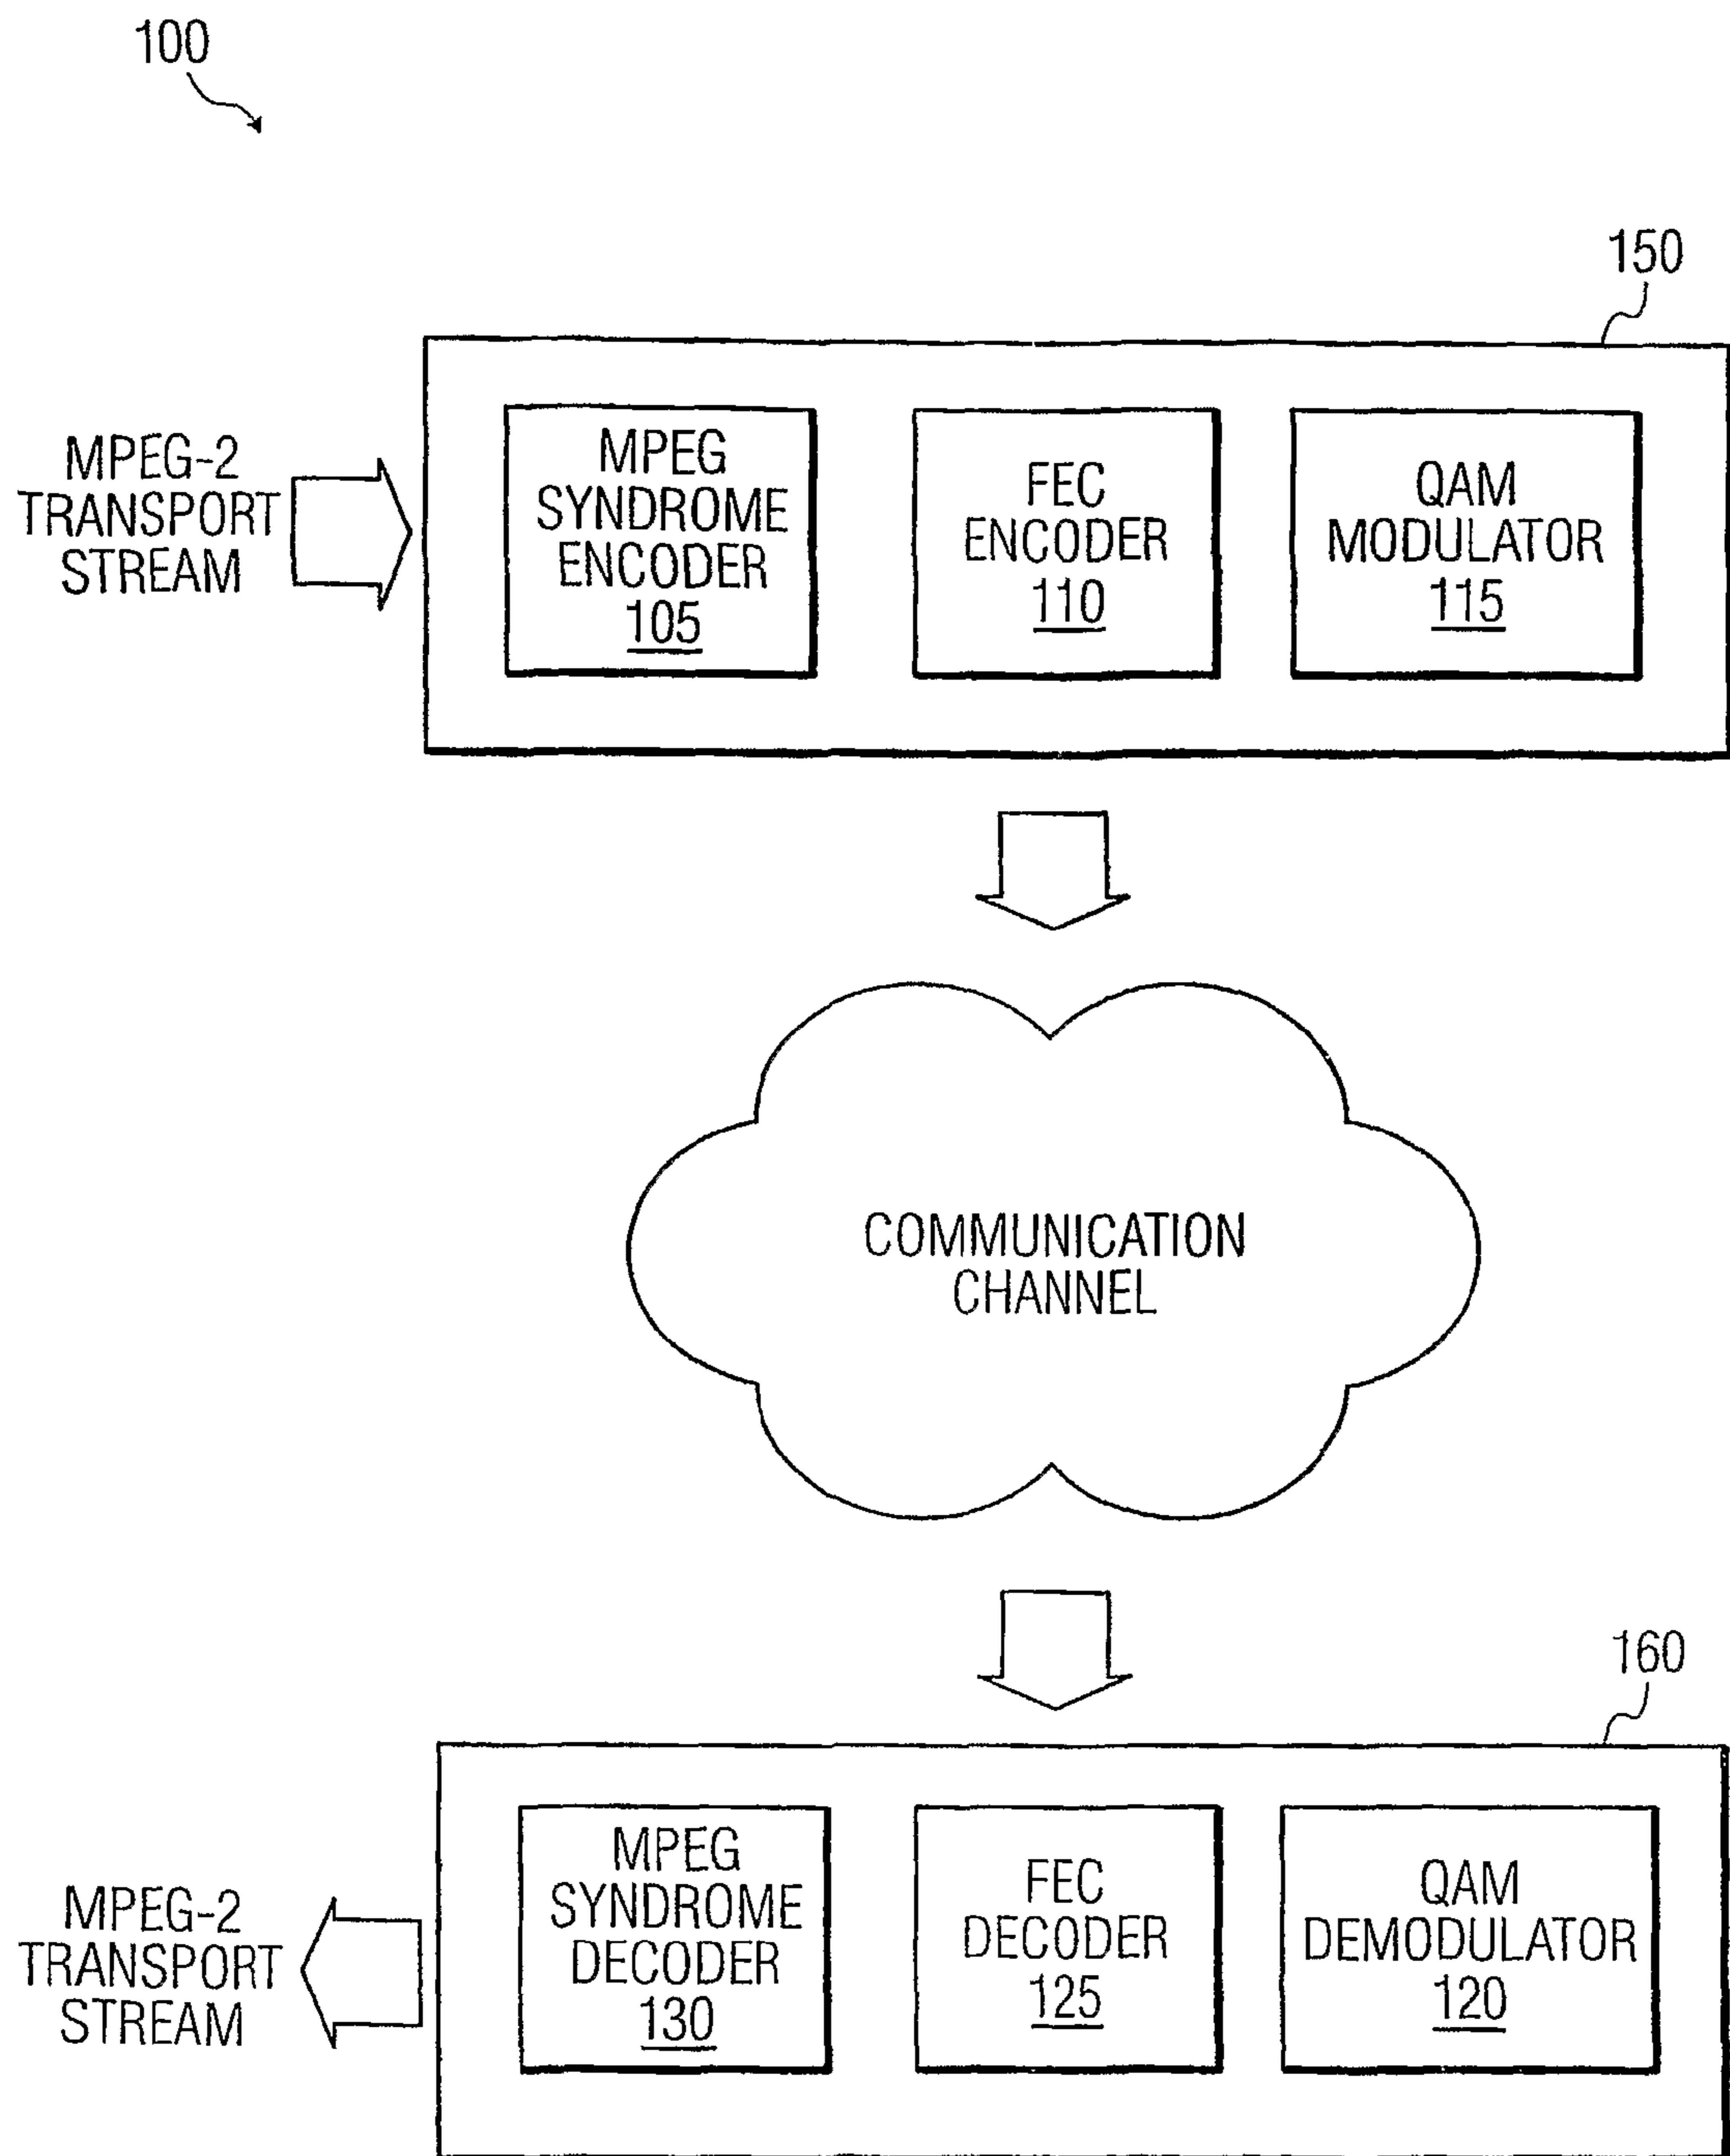 100
150
MPEG-2
TRANSPORT
STREAM
MPEG
SYNDROME
ENCODER
105
FEC
ENCODER
110
QAM
MODULATOR
115
COMMUNICATION
CHANNEL
160
MPEG-2
TRANSPORT
STREAM
MPEG
SYNDROME
DECODER
130
FEC
DECODER
125
QAM
DEMODULATOR
120